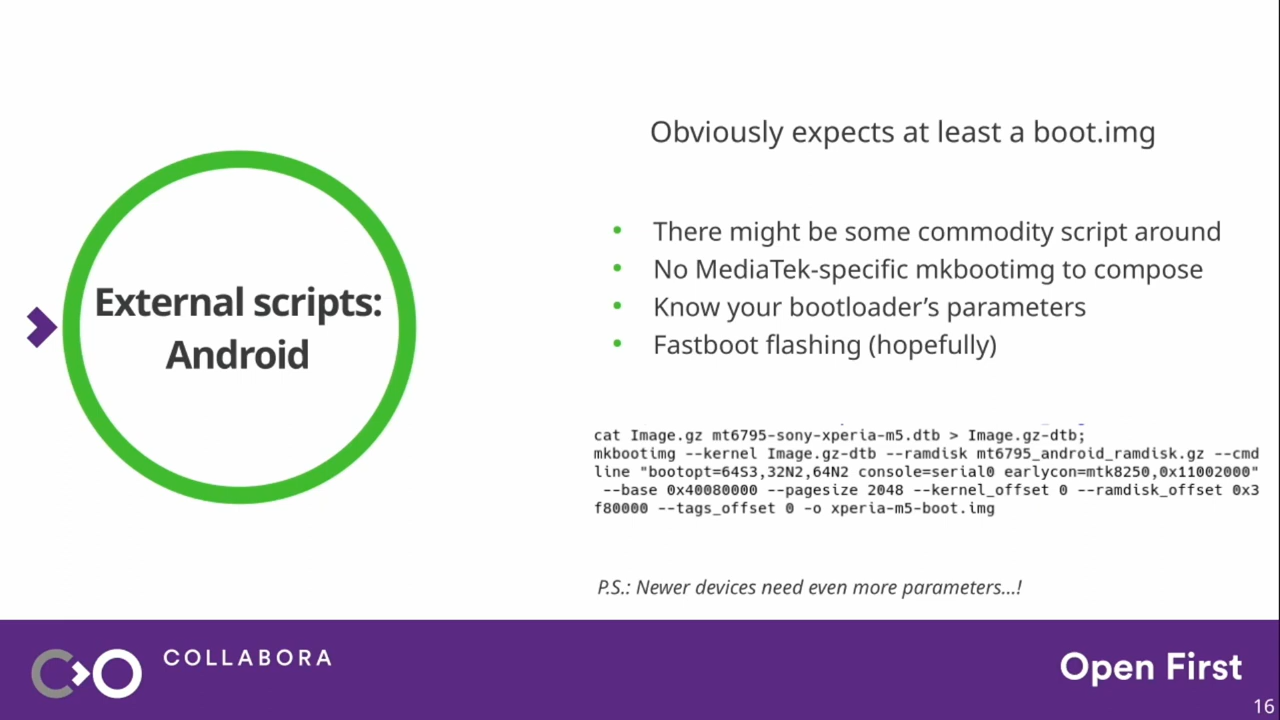 External scripts:
Android
Obviously expects at least a boot.img
• There might be some commodity script around
• No MediaTek-specific mkbootimg to compose
• Know your bootloader’s parameters
• Fastboot flashing (hopefully)
cat Image.gz mt6795-sony-xperia-m5.dtb > Image.gz-dtb;
mkbootimg --kernel Image.gz-dtb --ramdisk mt6795_android_ramdisk.gz --cmd
line "bootopt=64S3,32N2,64N2 console=serial0 earlycon=mtk8250,0x11002000"
--base 0x40080000 --pagesize 2048 --kernel_offset 0 --ramdisk_offset 0x3
f80000 --tags_offset 0 -o xperia-m5-boot.img
P.S.: Newer devices need even more parameters...!
COLLABORA
Open First
16